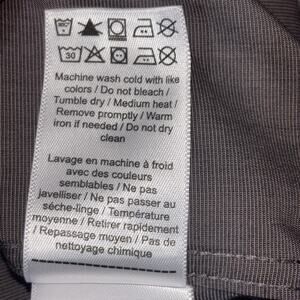 30
Machine wash cold with like
colors / Do not bleach /
Tumble dry / Medium heat /
Remove promptly / Warm
iron if needed / Do not dry
clean
Lavage en machine à froid
avec des couleurs
semblables / Ne pas
javelliser / Ne pas passer au
séche-linge / Température
moyenne / Retirer rapidement
/ Repassage moyen / Pas de
nettoyage chimique